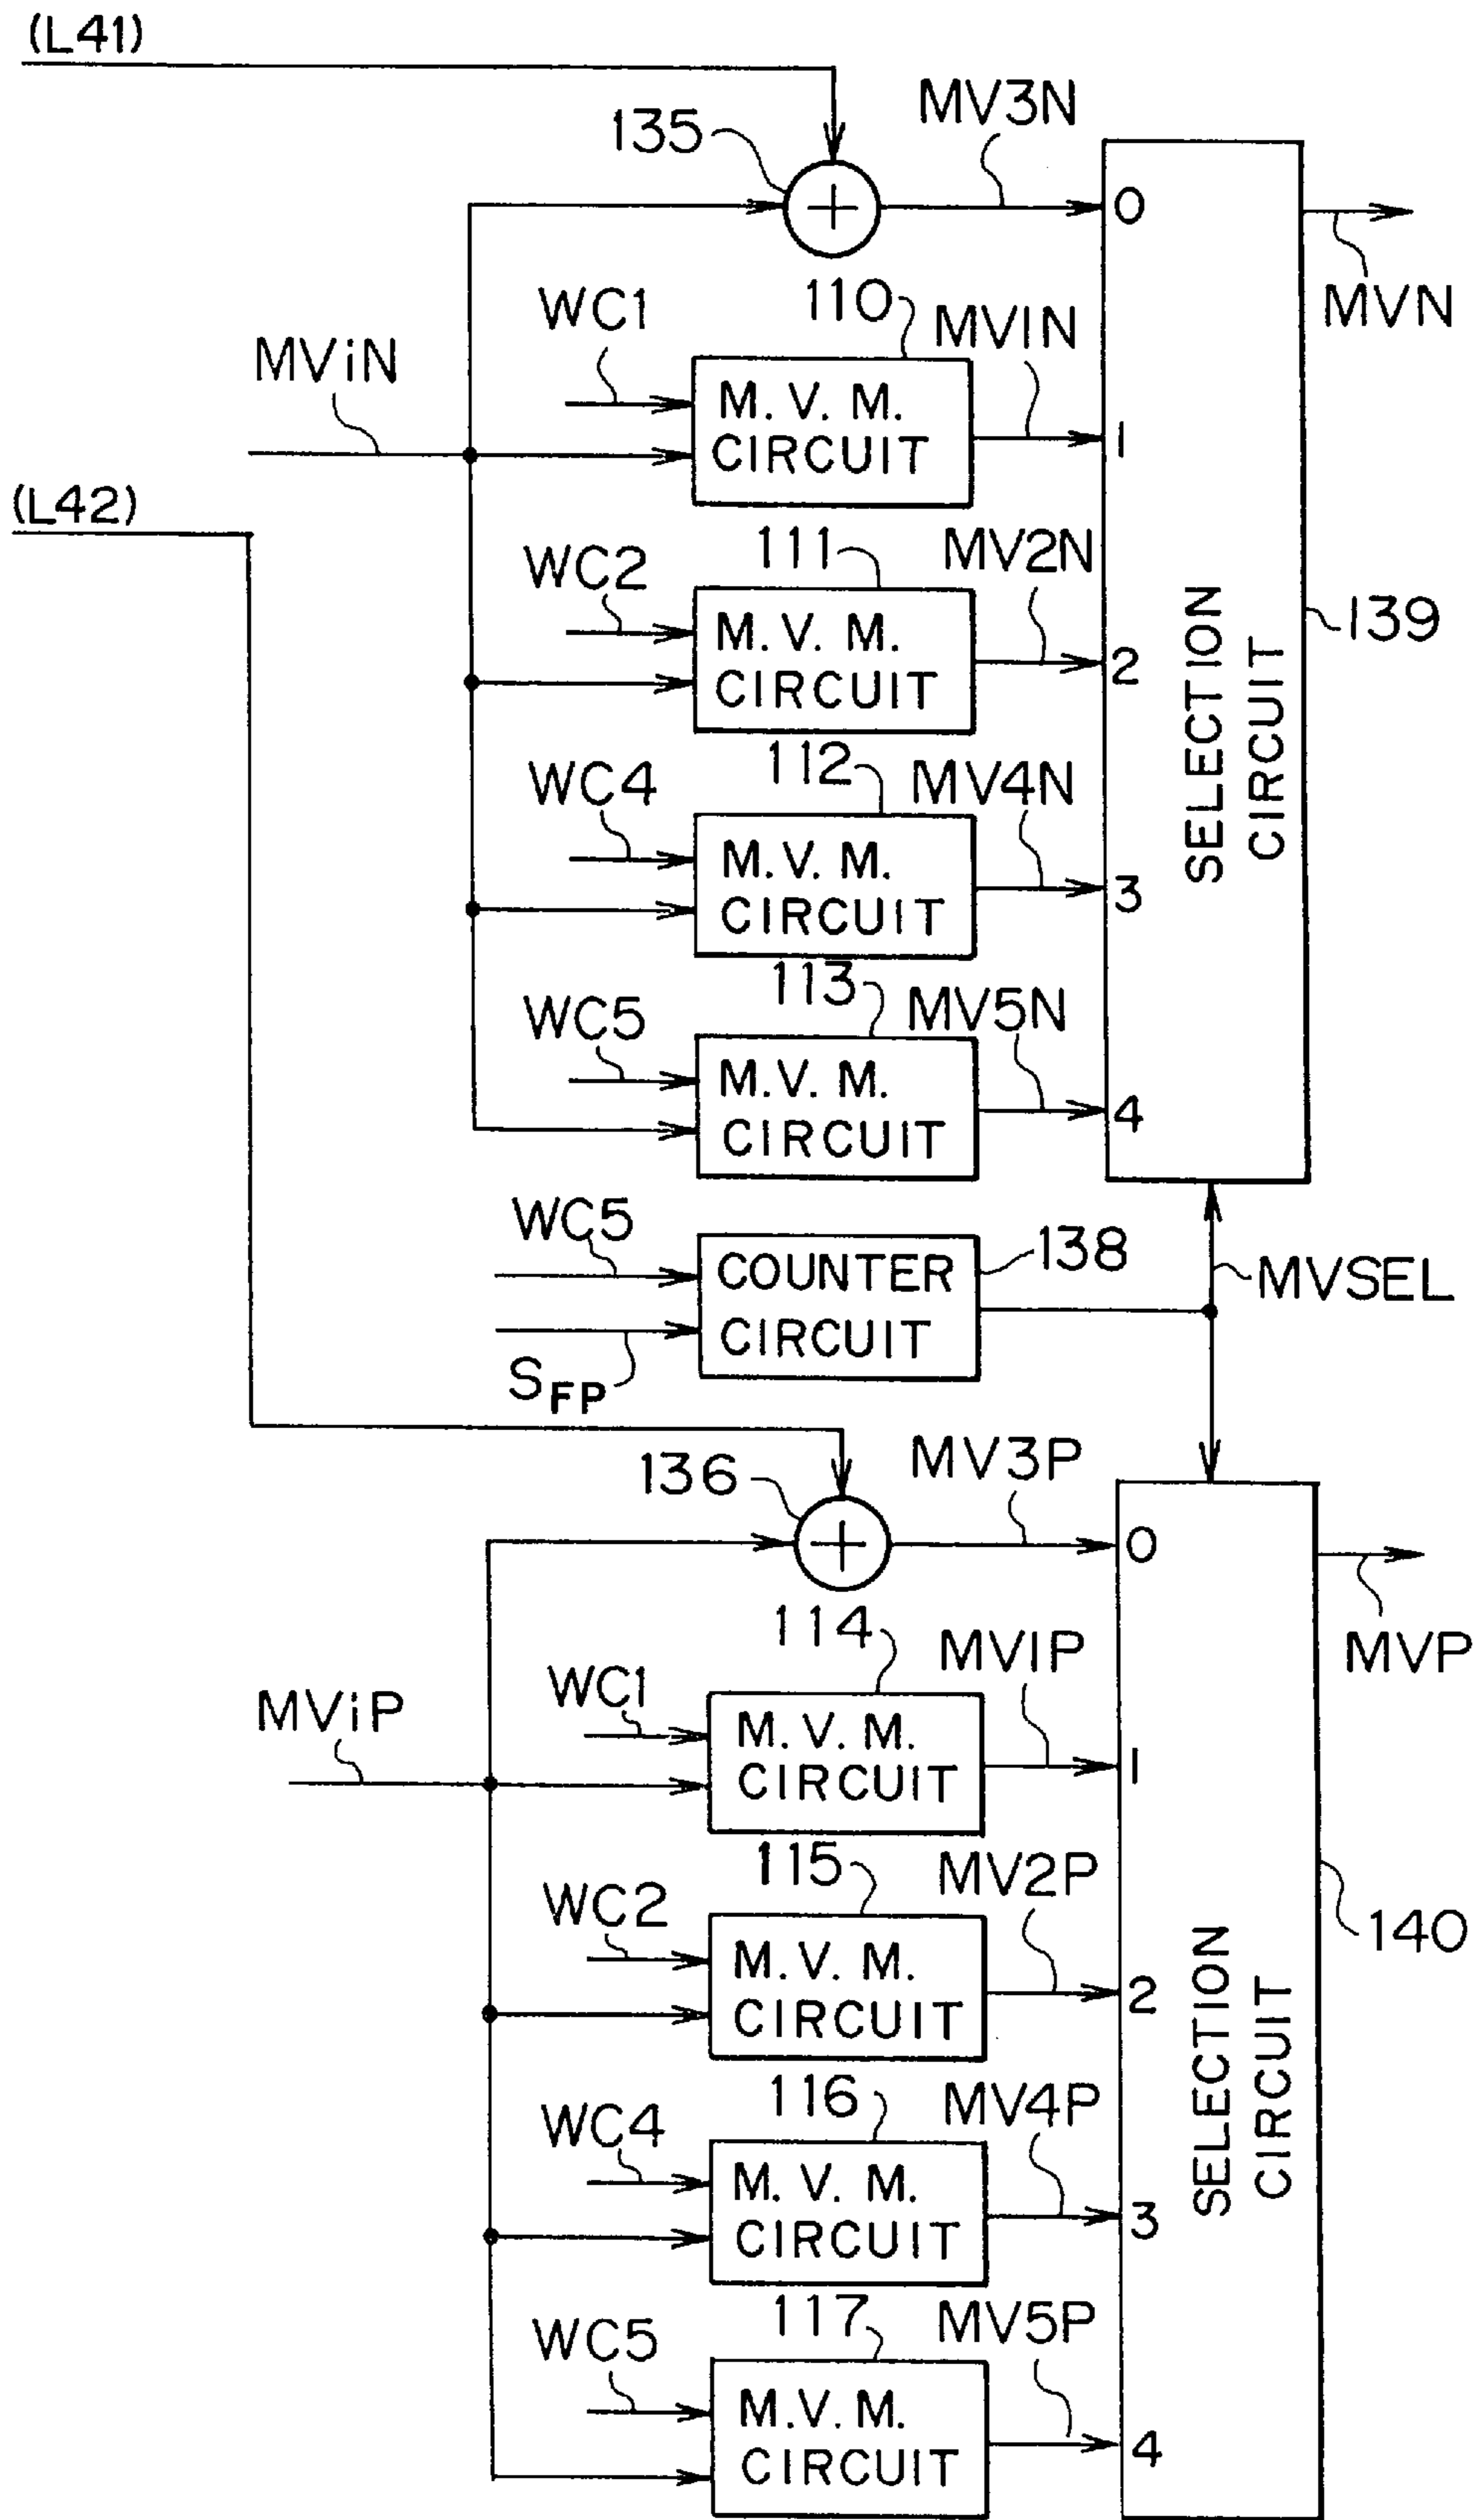 (L41)
135
MV3N
0
MVN
WC1
110
MV1N
MViN
M. V. M.
CIRCUIT
1
(L42)
WC2
111
MV2N
M. V. M.
CIRCUIT
2
SELECTION
CIRCUIT
139
WC4
112
MV4N
M. V. M.
CIRCUIT
3
WC5
113
MV5N
M. V. M.
CIRCUIT
4
WC5
COUNTER
CIRCUIT
138
MVSEL
SFP
136
MV3P
0
MVP
114
MV1P
WC1
MViP
M. V. M.
CIRCUIT
1
115
MV2P
WC2
M. V. M.
CIRCUIT
2
SELECTION
CIRCUIT
140
116
MV4P
WC4
M. V. M.
CIRCUIT
3
117
MV5P
WC5
M. V. M.
CIRCUIT
4